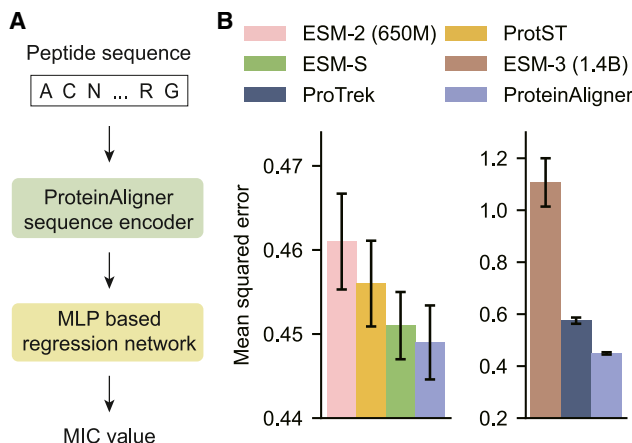 A
Peptide sequence
A C N ... R G
ProteinAligner
sequence encoder
MLP based
regression network
MIC value
B
ESM-2 (650M)
ProtST
ESM-S
ESM-3 (1.4B)
ProTrek
ProteinAligner
Mean squared error
0.47
0.46
0.45
0.44
1.2
1.0
0.8
0.6
0.4
0.2